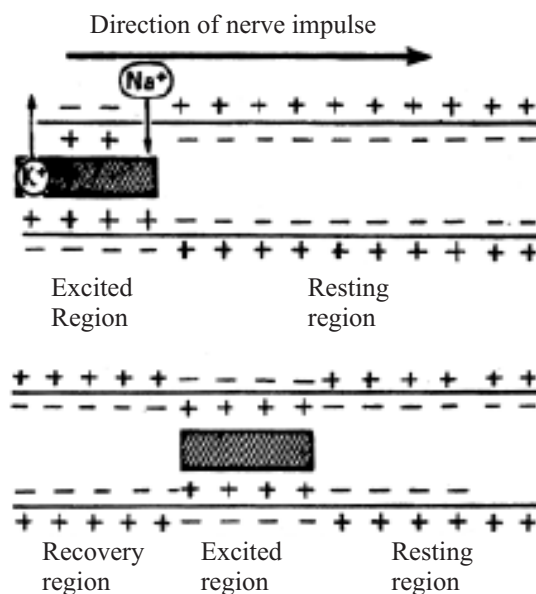 Direction of nerve impulse
Na+
− − − + + + + + + + + +
+ + − − − − − − − −
K+
+ + + + − − − − − − − −
− − − − + + + + + + + + +
Excited Region
Resting region
+ + + + + − − − − + + + + + +
− − − − − + + + + − − − − − −
− − − − − + + + + − − − − −
+ + + + + − − − − + + + + + +
Recovery region
Excited region
Resting region